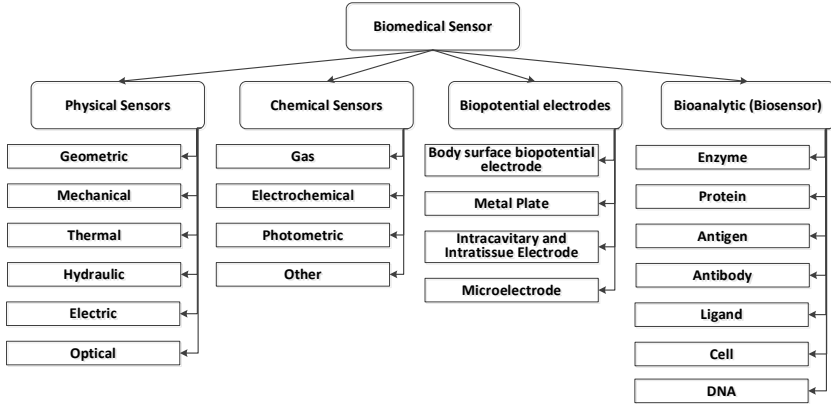 Biomedical Sensor
Physical Sensors
Geometric
Mechanical
Thermal
Hydraulic
Electric
Optical
Chemical Sensors
Gas
Electrochemical
Photometric
Other
Biopotential electrodes
Body surface biopotential
electrode
Metal Plate
Intracavitary and
Intratissue Electrode
Microelectrode
Bioanalytic (Biosensor)
Enzyme
Protein
Antigen
Antibody
Ligand
Cell
DNA